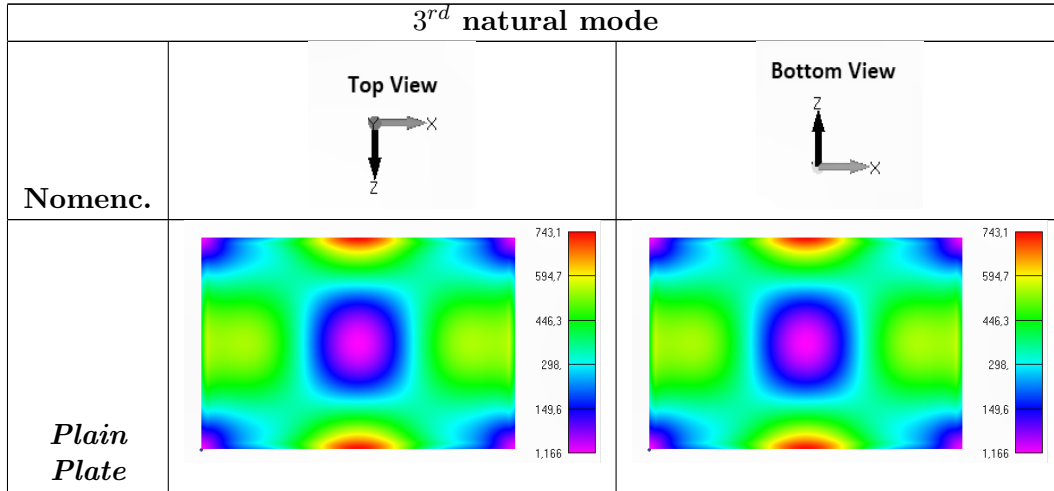 3rd natural mode
Nomenc.
Top View
Y X
Z
Bottom View
Z
X
Plain
Plate
743,1
594,7
446,3
298,
149,6
1,166
743,1
594,7
446,3
298,
149,6
1,166